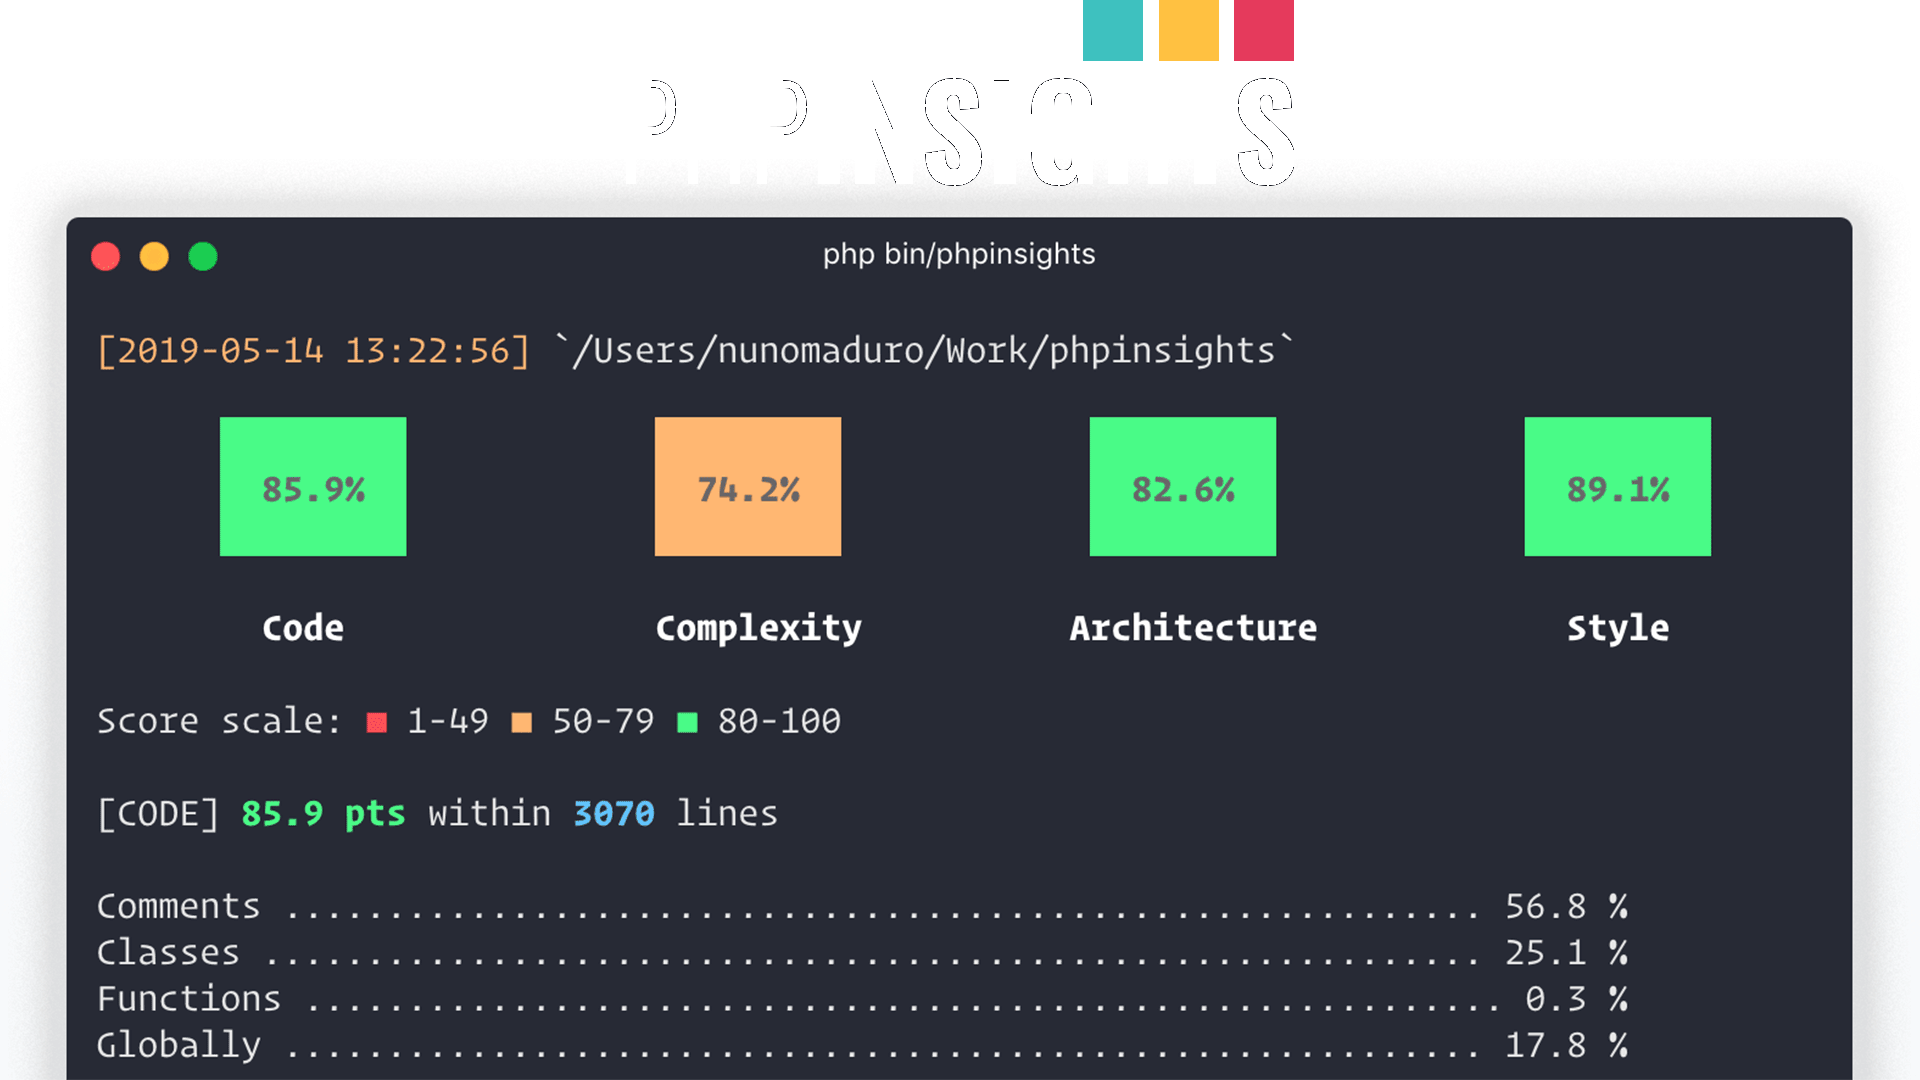 PHPINSIGHTS
php bin/phpinsights
[2019-05-14 13:22:56] `/Users/nunomaduro/Work/phpinsights`
85.9% 74.2% 82.6% 89.1%
Code Complexity Architecture Style
Score scale: 1-49 50-79 80-100
[CODE] 85.9 pts within 3070 lines
Comments .......................................................... 56.8 %
Classes ........................................................... 25.1 %
Functions .......................................................... 0.3 %
Globally .......................................................... 17.8 %